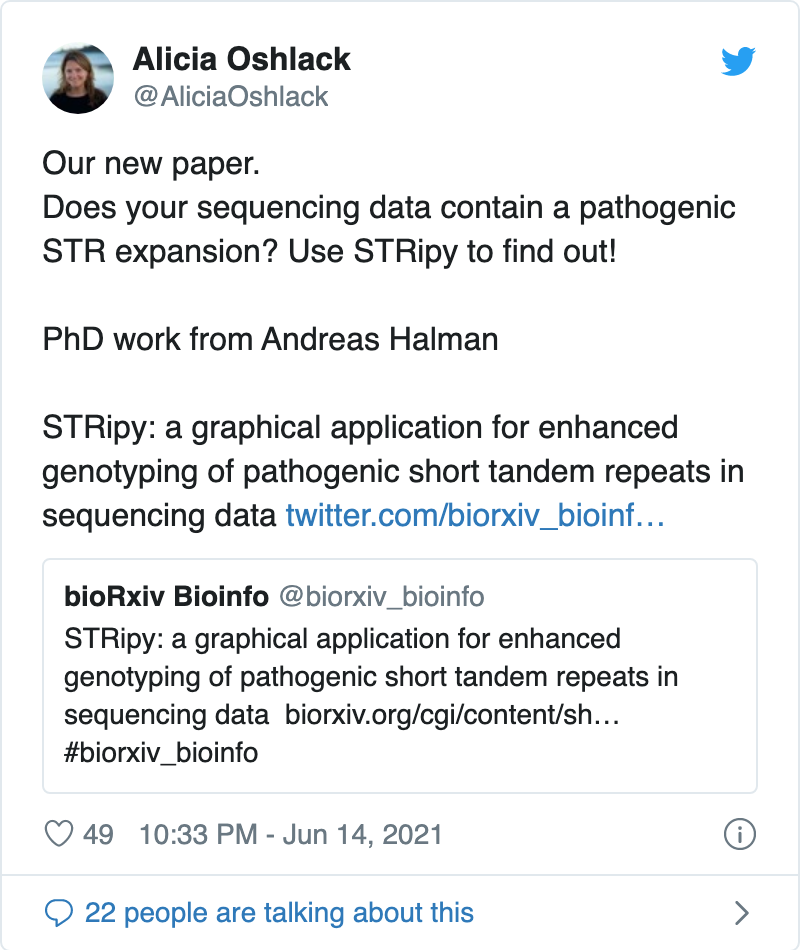 Alicia Oshlack
@AliciaOshlack
Our new paper.
Does your sequencing data contain a pathogenic
STR expansion? Use STRipy to find out!
PhD work from Andreas Halman
STRipy: a graphical application for enhanced
genotyping of pathogenic short tandem repeats in
sequencing data twitter.com/biorxiv_bioinf…
bioRxiv Bioinfo @biorxiv_bioinfo
STRipy: a graphical application for enhanced
genotyping of pathogenic short tandem repeats in
sequencing data  biorxiv.org/cgi/content/sh…
#biorxiv_bioinfo
49 10:33 PM - Jun 14, 2021
22 people are talking about this